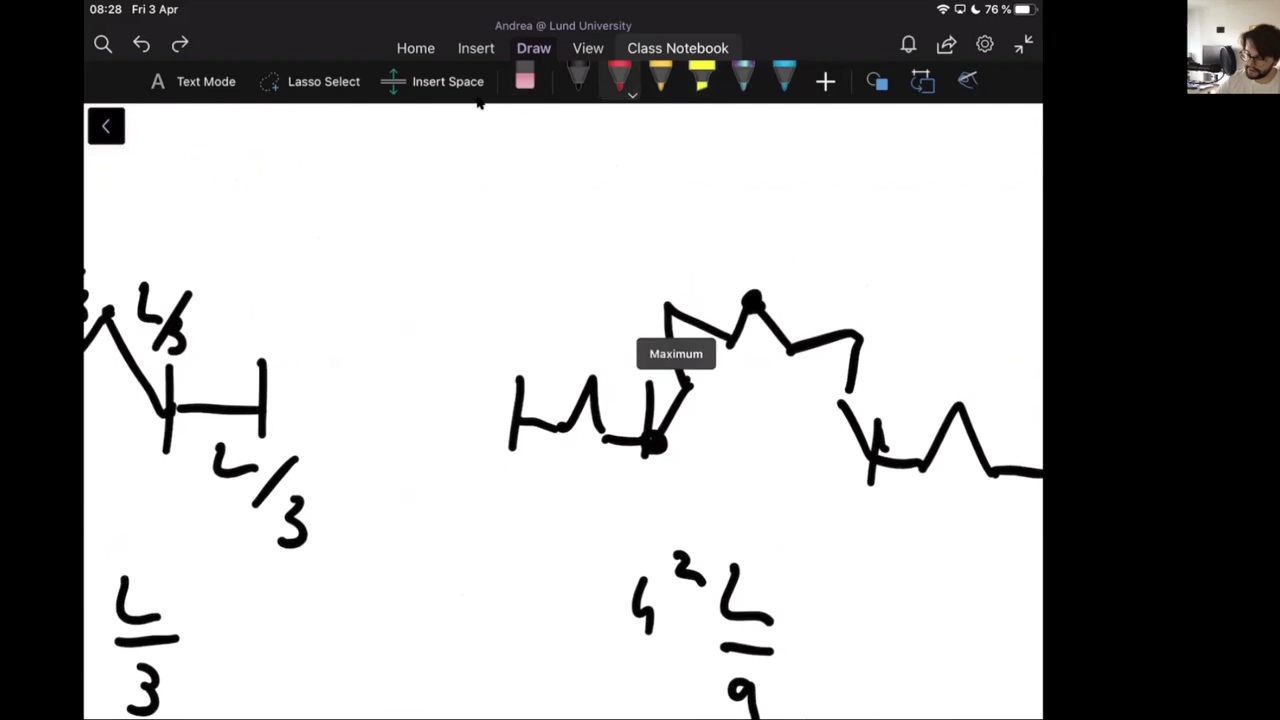 08:28 Fri 3 Apr
76 %
Andrea @ Lund University
Home Insert Draw View Class Notebook
A Text Mode Lasso Select Insert Space
L/3
Maximum
L/3
L
3
4² L
9